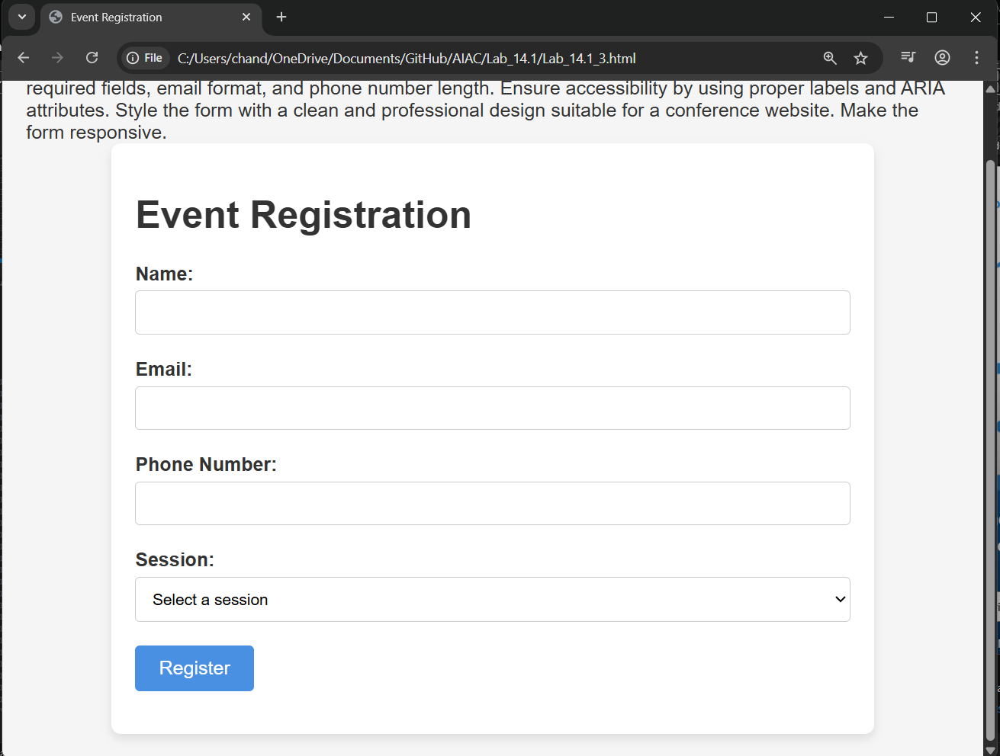 Event Registration
File
C:/Users/chand/OneDrive/Documents/GitHub/AIAC/Lab_14.1/Lab_14.1_3.html
required fields, email format, and phone number length. Ensure accessibility by using proper labels and ARIA
attributes. Style the form with a clean and professional design suitable for a conference website. Make the
form responsive.
Event Registration
Name:
Email:
Phone Number:
Session:
Select a session
Register